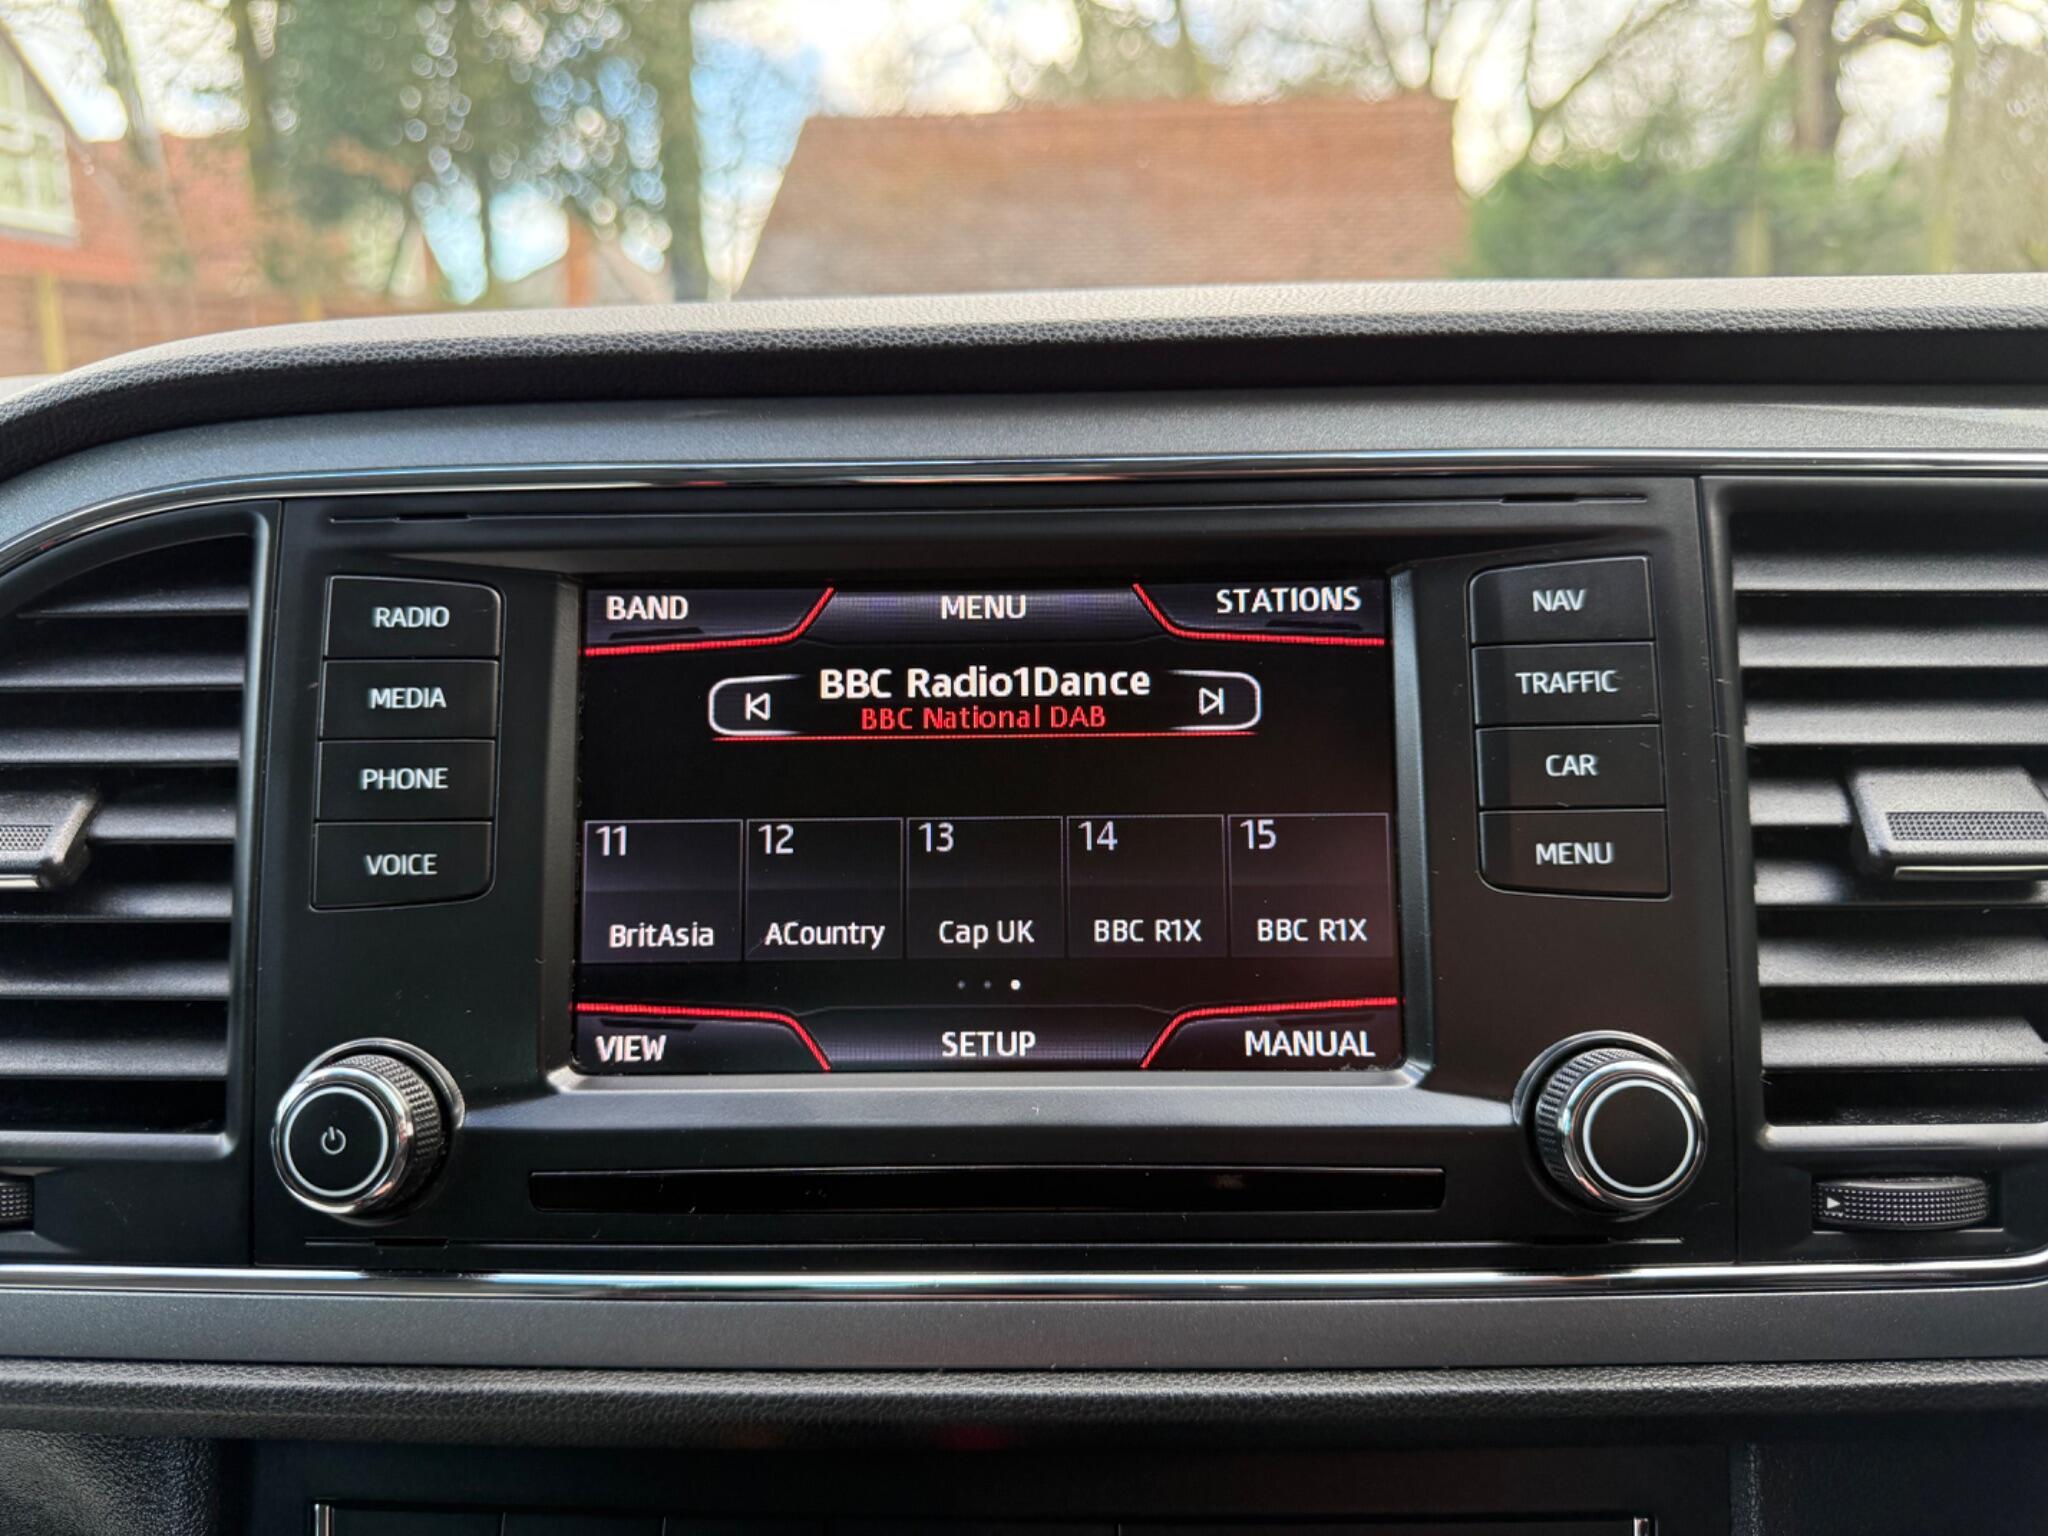 BAND MENU STATIONS
BBC Radio1Dance
BBC National DAB
11 12 13 14 15
BritAsia ACountry Cap UK BBC R1X BBC R1X
VIEW SETUP MANUAL
RADIO
MEDIA
PHONE
VOICE
NAV
TRAFFIC
CAR
MENU